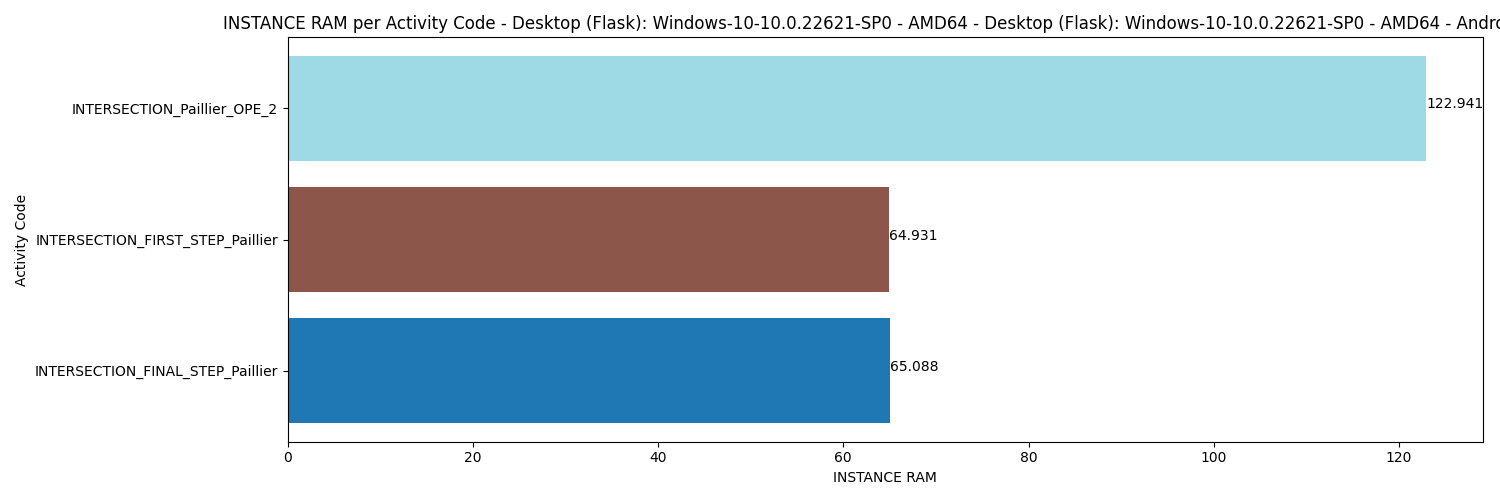 INSTANCE RAM per Activity Code - Desktop (Flask): Windows-10-10.0.22621-SP0 - AMD64 - Desktop (Flask): Windows-10-10.0.22621-SP0 - AMD64 - Andro
INTERSECTION_Paillier_OPE_2
122.941
INTERSECTION_FIRST_STEP_Paillier
64.931
INTERSECTION_FINAL_STEP_Paillier
65.088
Activity Code
0 20 40 60 80 100 120
INSTANCE RAM